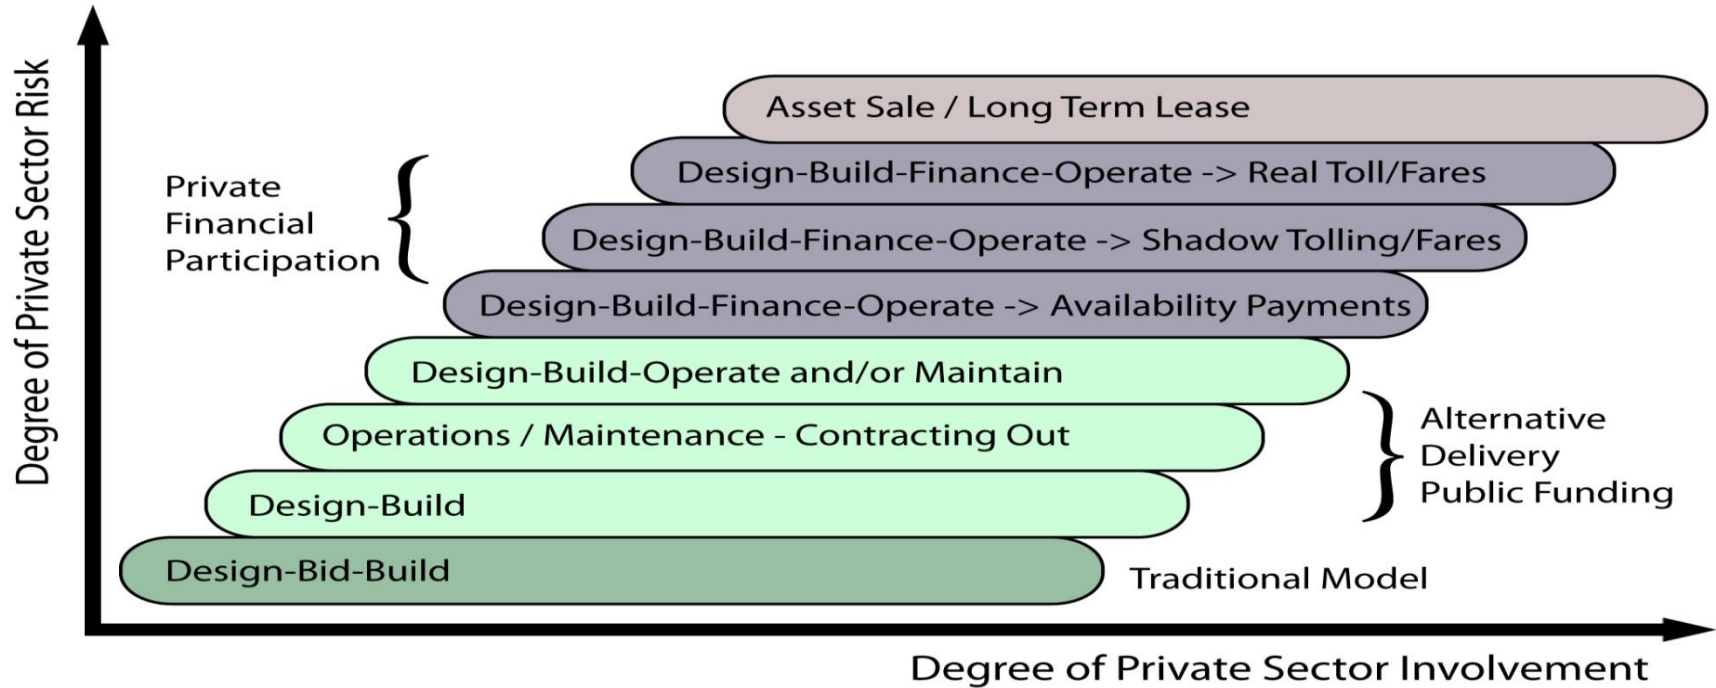 Degree of Private Sector Risk
Asset Sale / Long Term Lease
Design-Build-Finance-Operate -> Real Toll/Fares
Design-Build-Finance-Operate -> Shadow Tolling/Fares
Design-Build-Finance-Operate -> Availability Payments
Private
Financial
Participation
Design-Build-Operate and/or Maintain
Operations / Maintenance - Contracting Out
Design-Build
Alternative
Delivery
Public Funding
Design-Bid-Build
Traditional Model
Degree of Private Sector Involvement